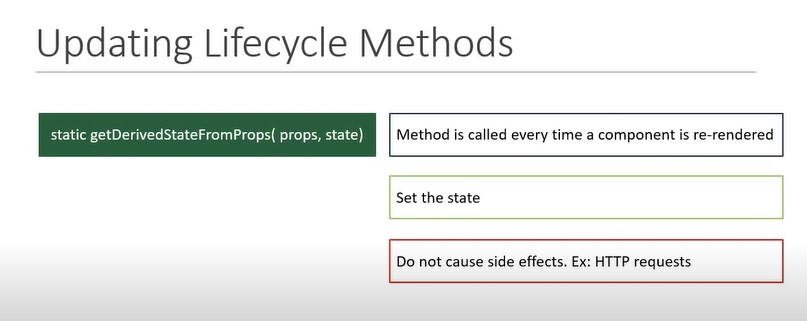 Updating Lifecycle Methods
static getDerivedStateFromProps( props, state)
Method is called every time a component is re-rendered
Set the state
Do not cause side effects. Ex: HTTP requests